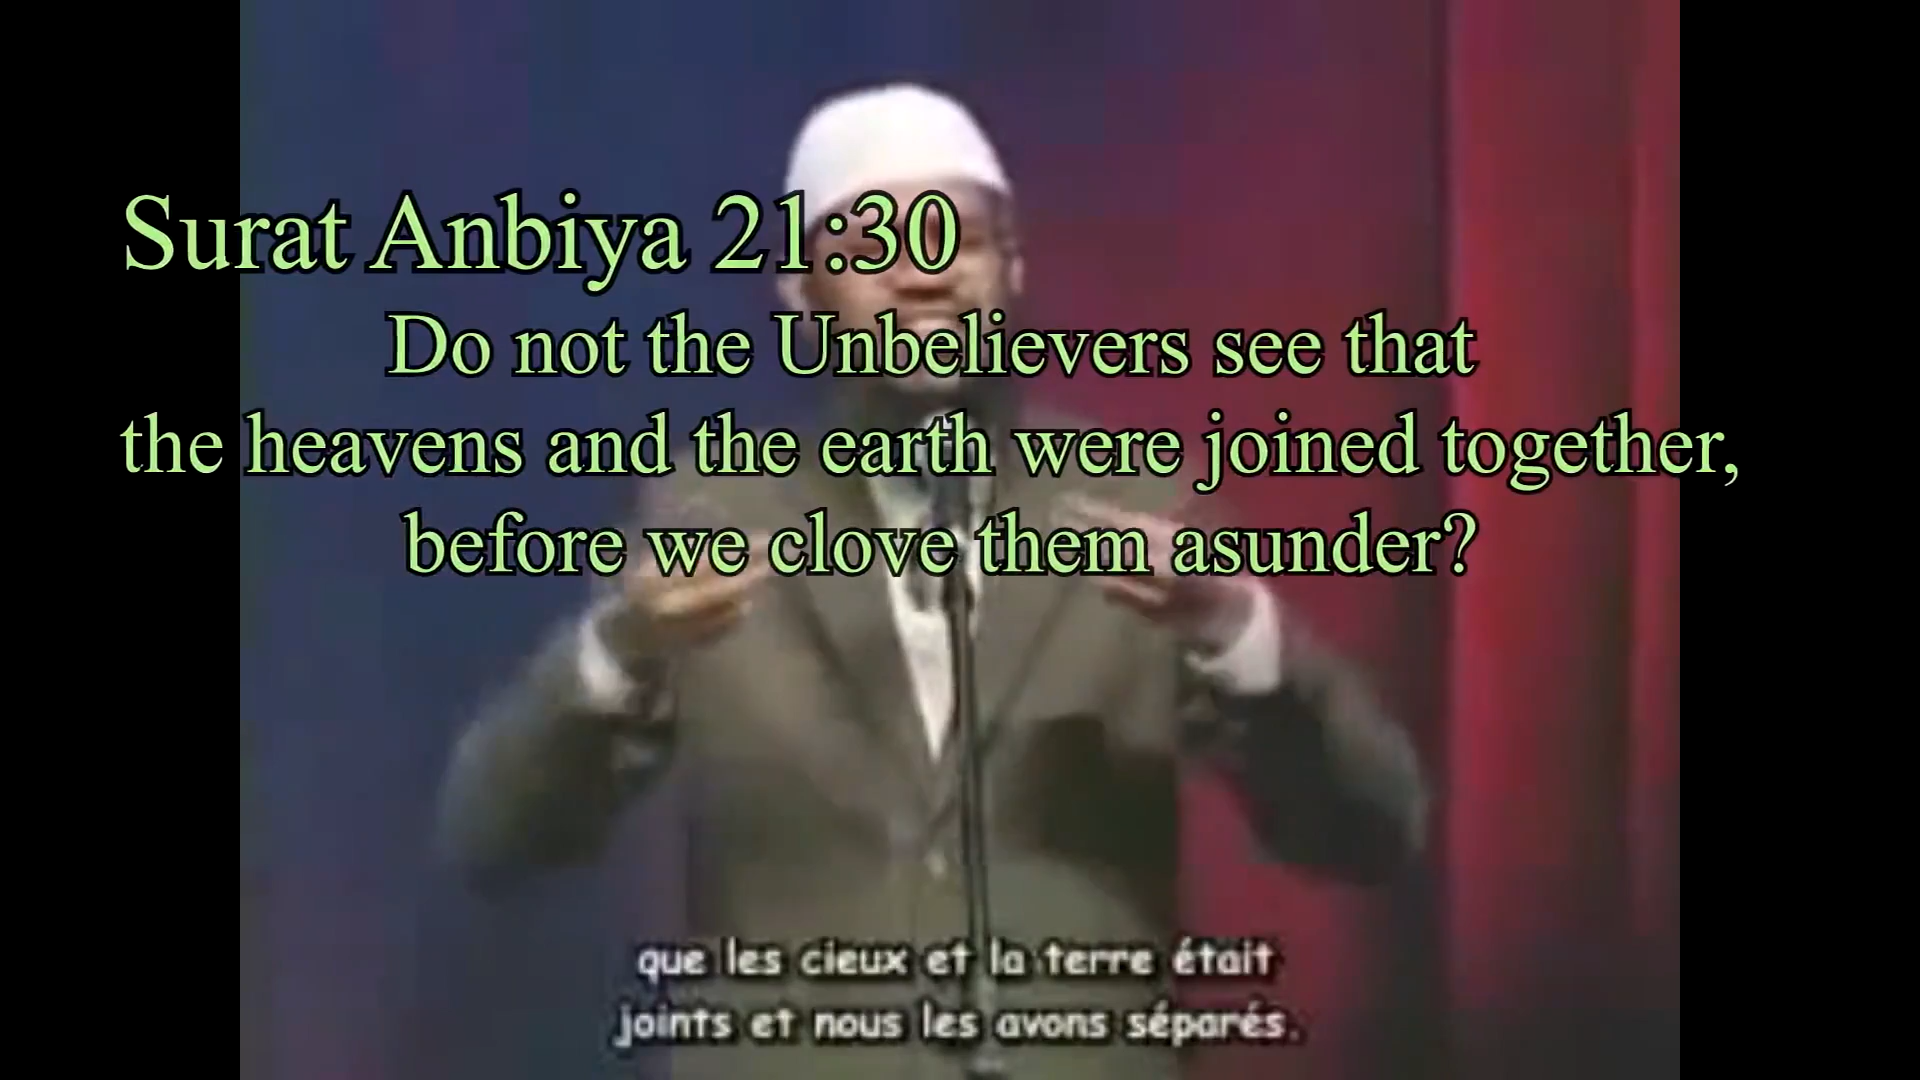 Surat Anbiya 21:30
Do not the Unbelievers see that
the heavens and the earth were joined together,
before we clove them asunder?
que les cieux et la terre était
joints et nous les avons séparés.